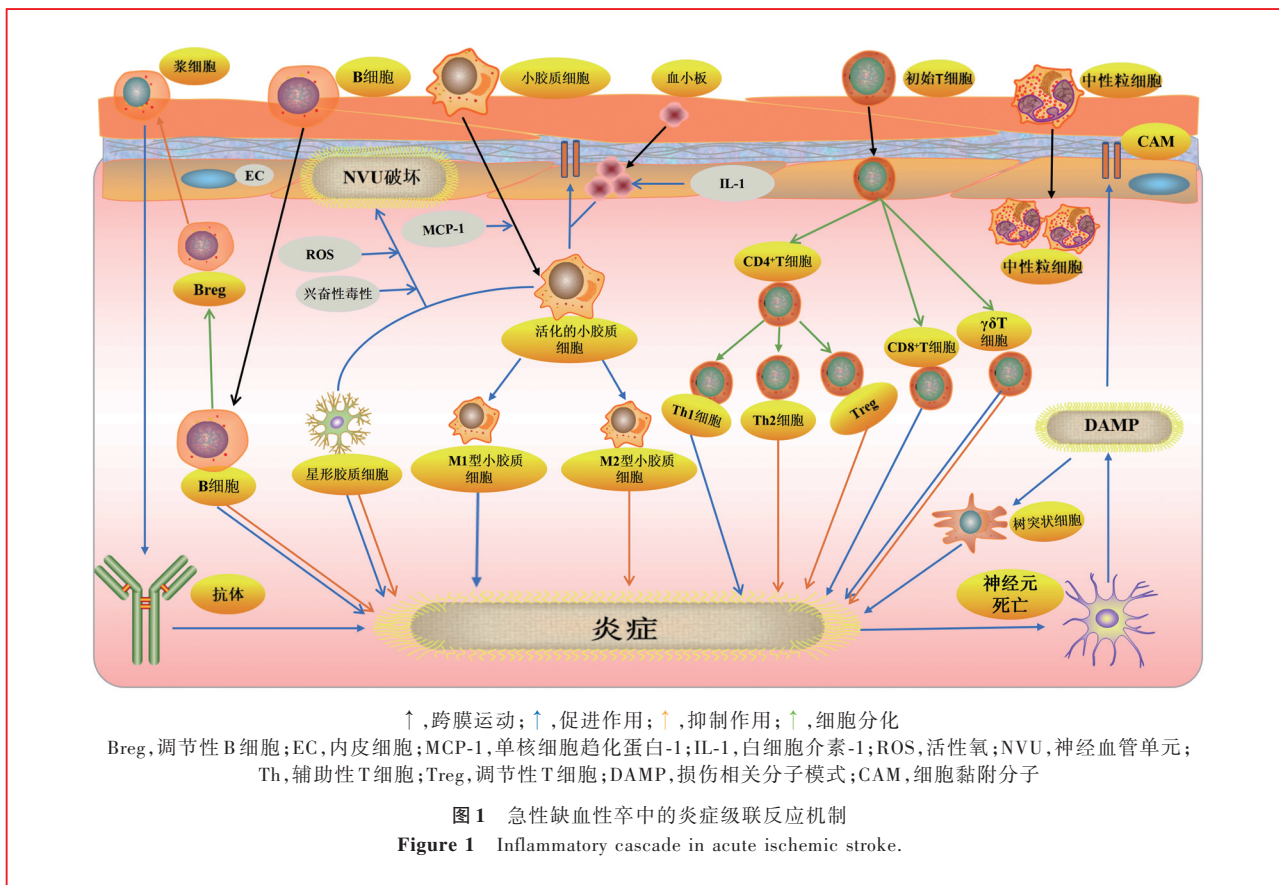 浆细胞
B细胞
小胶质细胞
血小板
初始T细胞
中性粒细胞
CAM
EC
NVU破坏
IL-1
MCP-1
ROS
兴奋性毒性
Breg
CD4⁺T细胞
中性粒细胞
活化的小胶质
细胞
CD8⁺T细胞
γδT
细胞
Th1细胞
Th2细胞
Treg
DAMP
B细胞
星形胶质细胞
M1型小胶质
细胞
M2型小胶质
细胞
树突状细胞
抗体
炎症
神经元
死亡
↑,跨膜运动;↑,促进作用;↑,抑制作用;↑,细胞分化
Breg,调节性B细胞;EC,内皮细胞;MCP-1,单核细胞趋化蛋白-1;IL-1,白细胞介素-1;ROS,活性氧;NVU,神经血管单元;
Th,辅助性T细胞;Treg,调节性T细胞;DAMP,损伤相关分子模式;CAM,细胞黏附分子
图1 急性缺血性卒中的炎症级联反应机制
Figure 1 Inflammatory cascade in acute ischemic stroke.